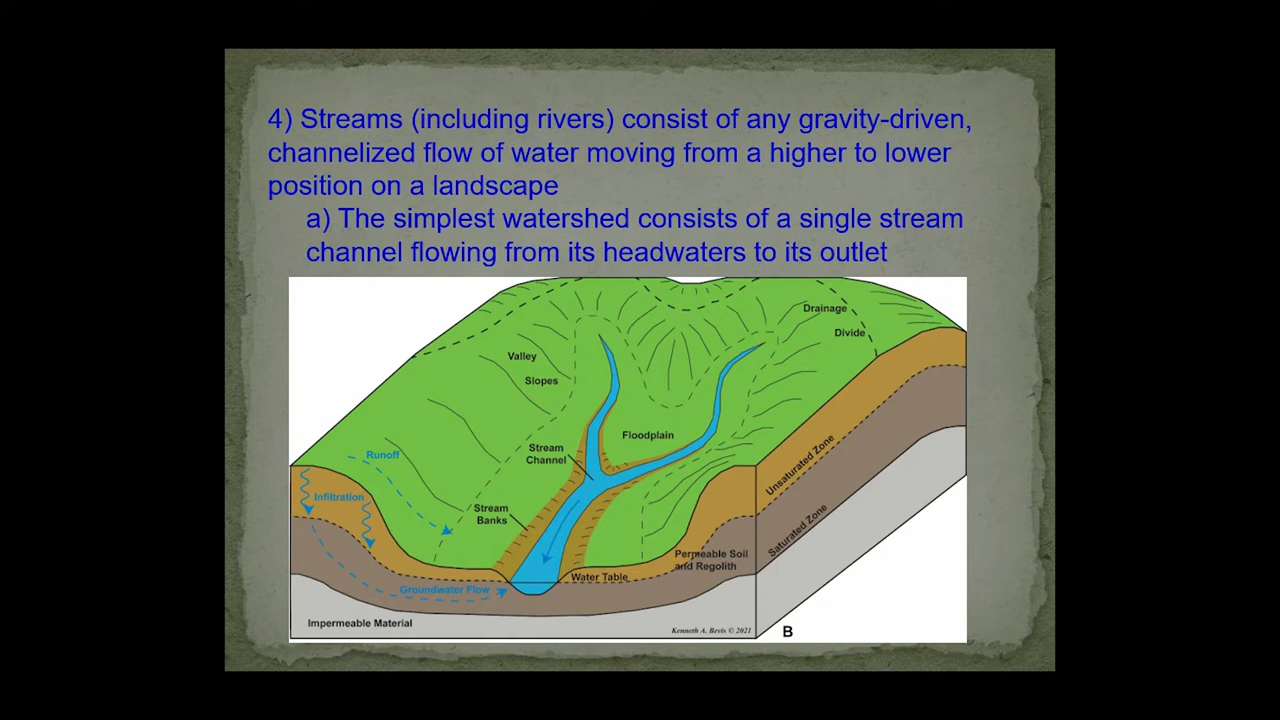 4) Streams (including rivers) consist of any gravity-driven,
channelized flow of water moving from a higher to lower
position on a landscape
a) The simplest watershed consists of a single stream
channel flowing from its headwaters to its outlet
Drainage
Divide
Valley
Slopes
Floodplain
Stream
Channel
Runoff
Infiltration
Stream
Banks
Unsaturated Zone
Saturated Zone
Permeable Soil
and Regolith
Water Table
Groundwater Flow
Impermeable Material
Kenneth A. Bevis © 2021
B